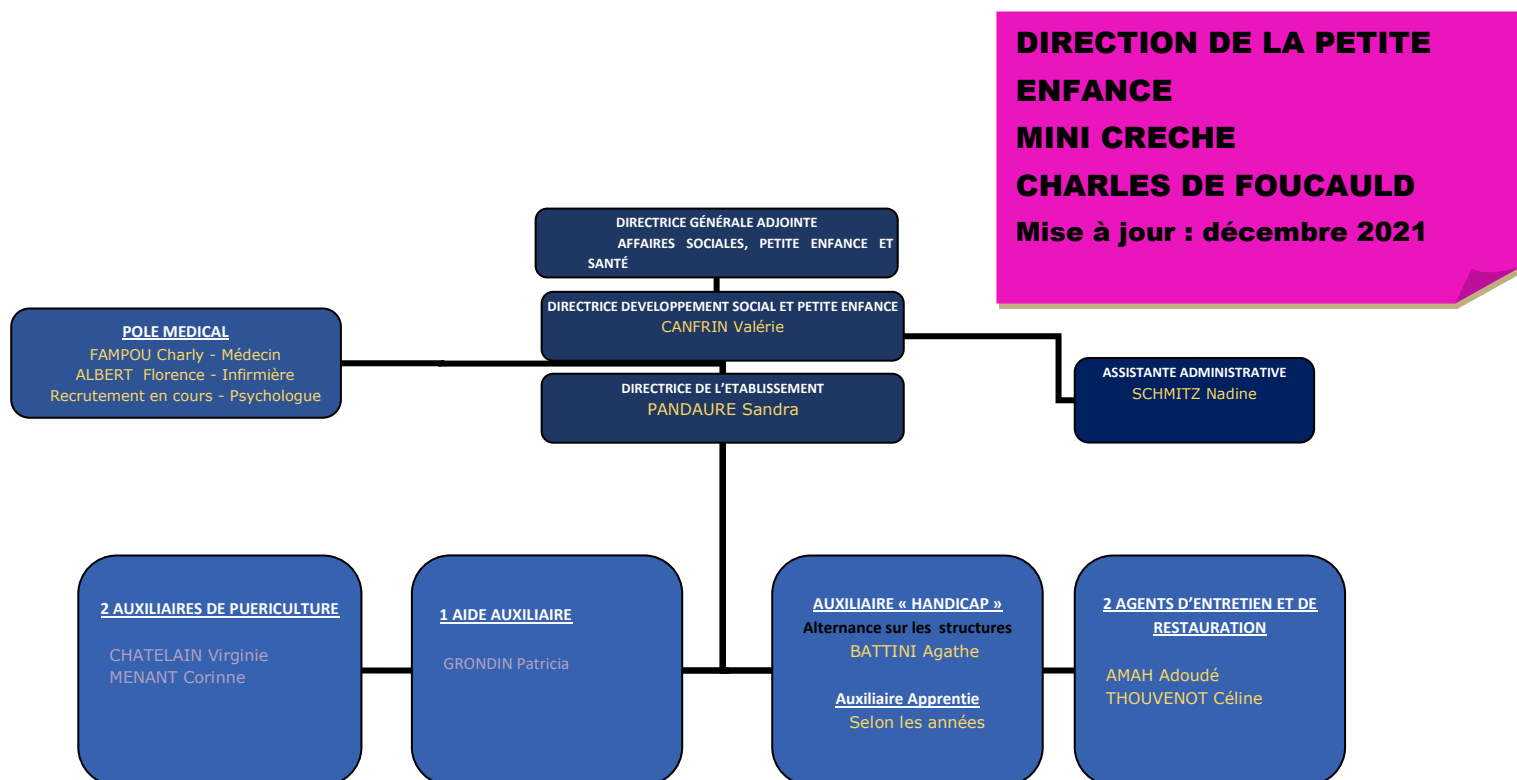 DIRECTION DE LA PETITE
ENFANCE
MINI CRECHE
CHARLES DE FOUCAULD
Mise à jour : décembre 2021
DIRECTRICE GÉNÉRALE ADJOINTE
AFFAIRES SOCIALES, PETITE ENFANCE ET
SANTÉ
DIRECTRICE DEVELOPPEMENT SOCIAL ET PETITE ENFANCE
CANFRIN Valérie
POLE MEDICAL
FAMPOU Charly - Médecin
ALBERT Florence - Infirmière
Recrutement en cours - Psychologue
DIRECTRICE DE L’ETABLISSEMENT
PANDAURE Sandra
ASSISTANTE ADMINISTRATIVE
SCHMITZ Nadine
2 AUXILIAIRES DE PUERICULTURE
CHATELAIN Virginie
MENANT Corinne
1 AIDE AUXILIAIRE
GRONDIN Patricia
AUXILIAIRE « HANDICAP »
Alternance sur les structures
BATTINI Agathe
Auxiliaire Apprentie
Selon les années
2 AGENTS D’ENTRETIEN ET DE
RESTAURATION
AMAH Adoudé
THOUVENOT Céline